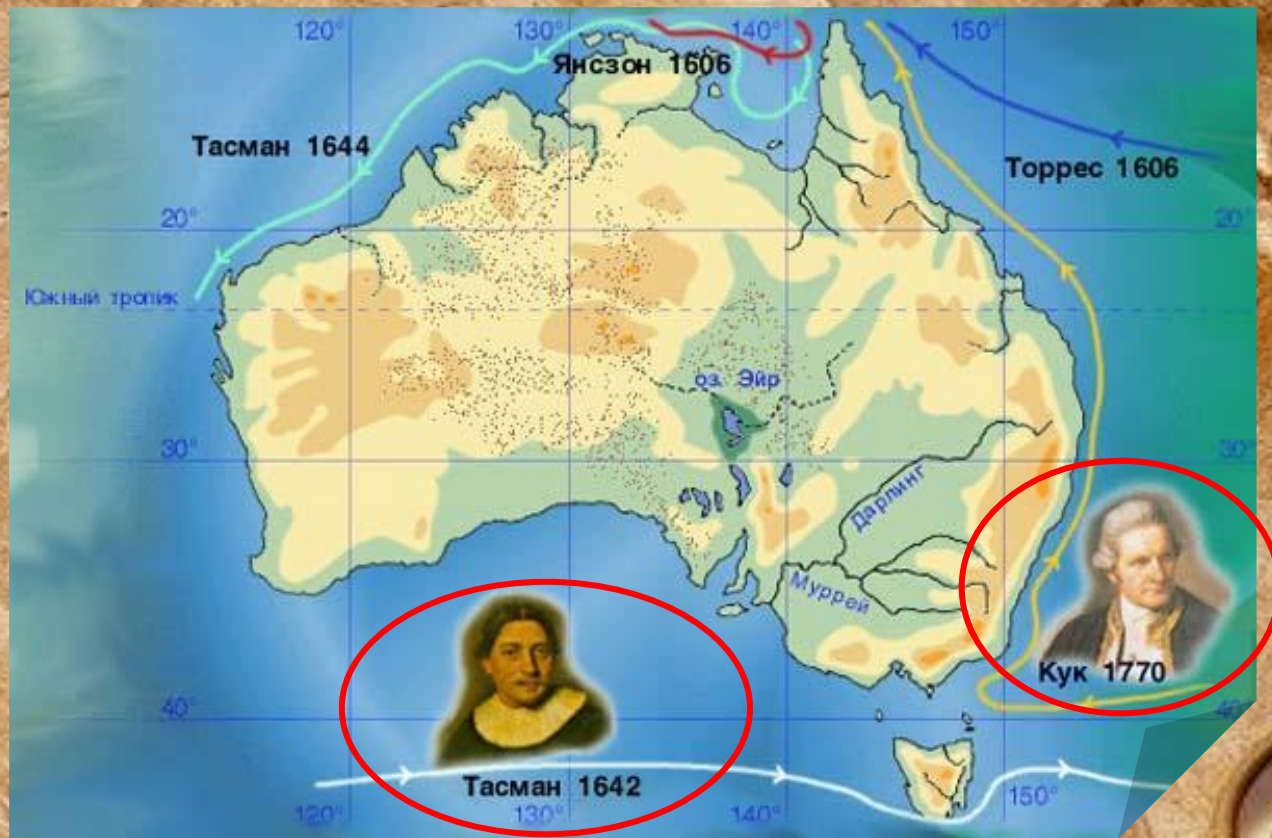 120°
130°
140°
150°
Янсзон 1606
Тасман 1644
Торрес 1606
20°
20°
Южный тропик
оз. Эйр
30°
30°
Дарлинг
Муррей
Кук 1770
40°
40°
Тасман 1642
120°
130°
140°
150°